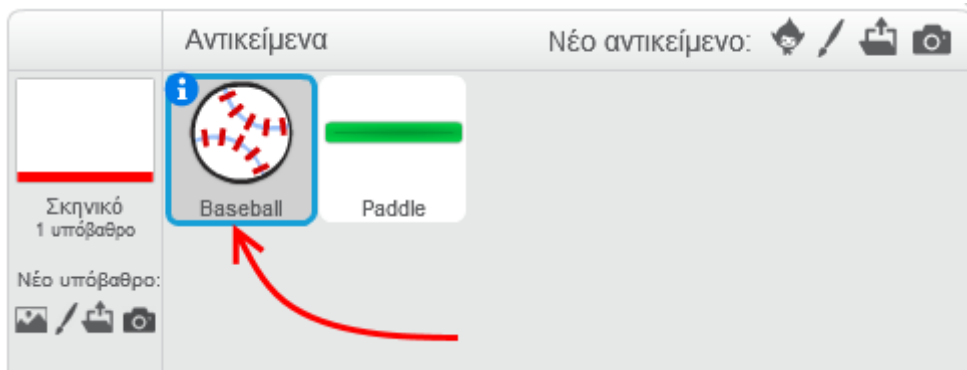 Αντικείμενα
Νέο αντικείμενο:
Σκηνικό
1 υπόβαθρο
Νέο υπόβαθρο:
Baseball
Paddle